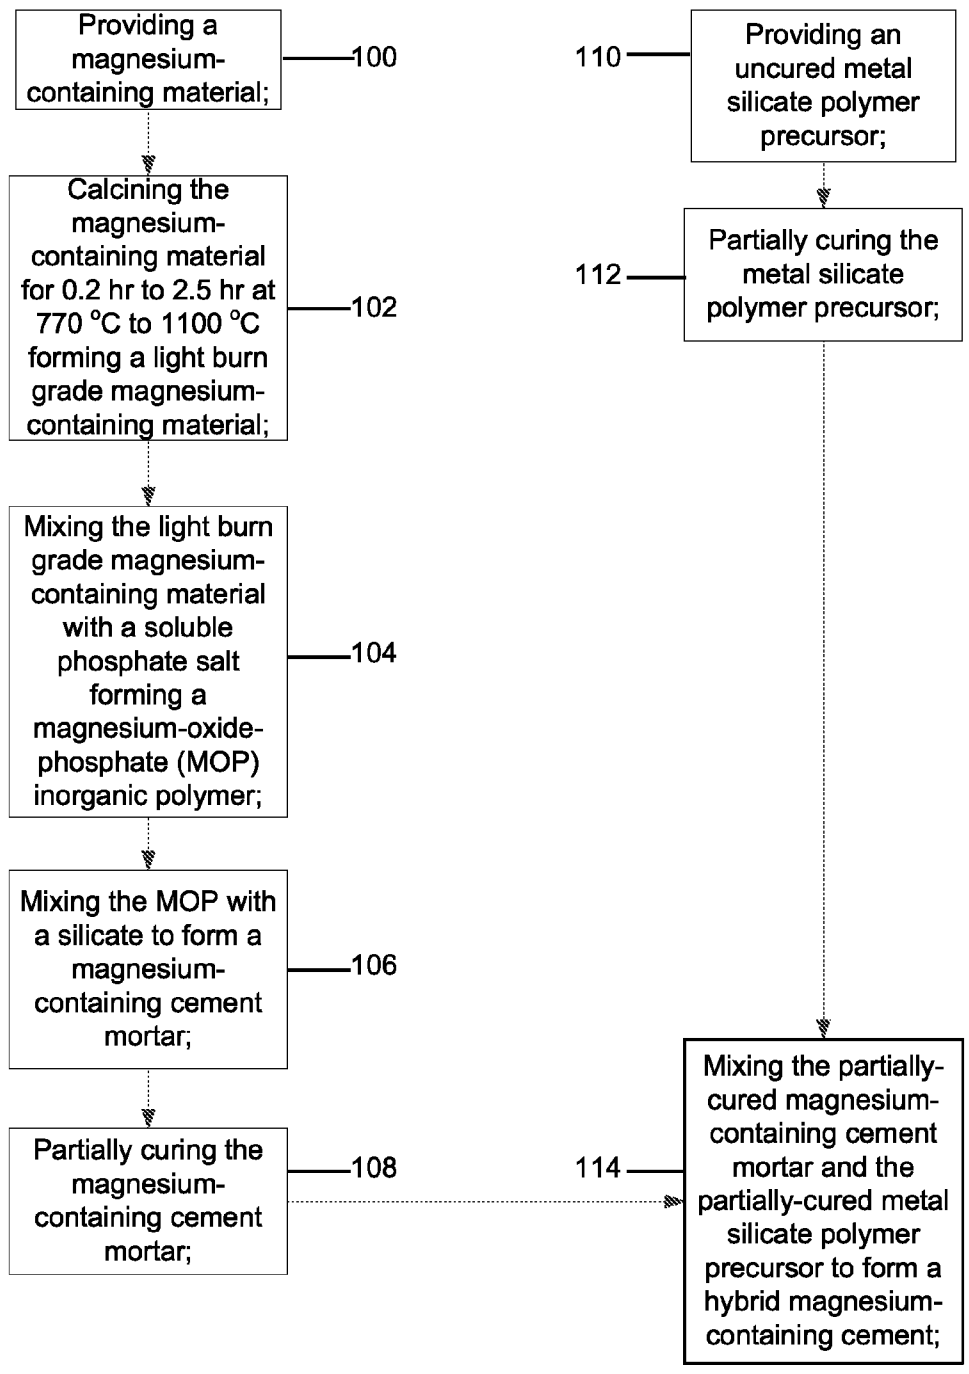 Providing a
magnesium-
containing material;
100
Calcining the
magnesium-
containing material
for 0.2 hr to 2.5 hr at
770 °C to 1100 °C
forming a light burn
grade magnesium-
containing material;
102
Mixing the light burn
grade magnesium-
containing material
with a soluble
phosphate salt
forming a
magnesium-oxide-
phosphate (MOP)
inorganic polymer;
104
Mixing the MOP with
a silicate to form a
magnesium-
containing cement
mortar;
106
Partially curing the
magnesium-
containing cement
mortar;
108
110
Providing an
uncured metal
silicate polymer
precursor;
112
Partially curing the
metal silicate
polymer precursor;
114
Mixing the partially-
cured magnesium-
containing cement
mortar and the
partially-cured metal
silicate polymer
precursor to form a
hybrid magnesium-
containing cement;